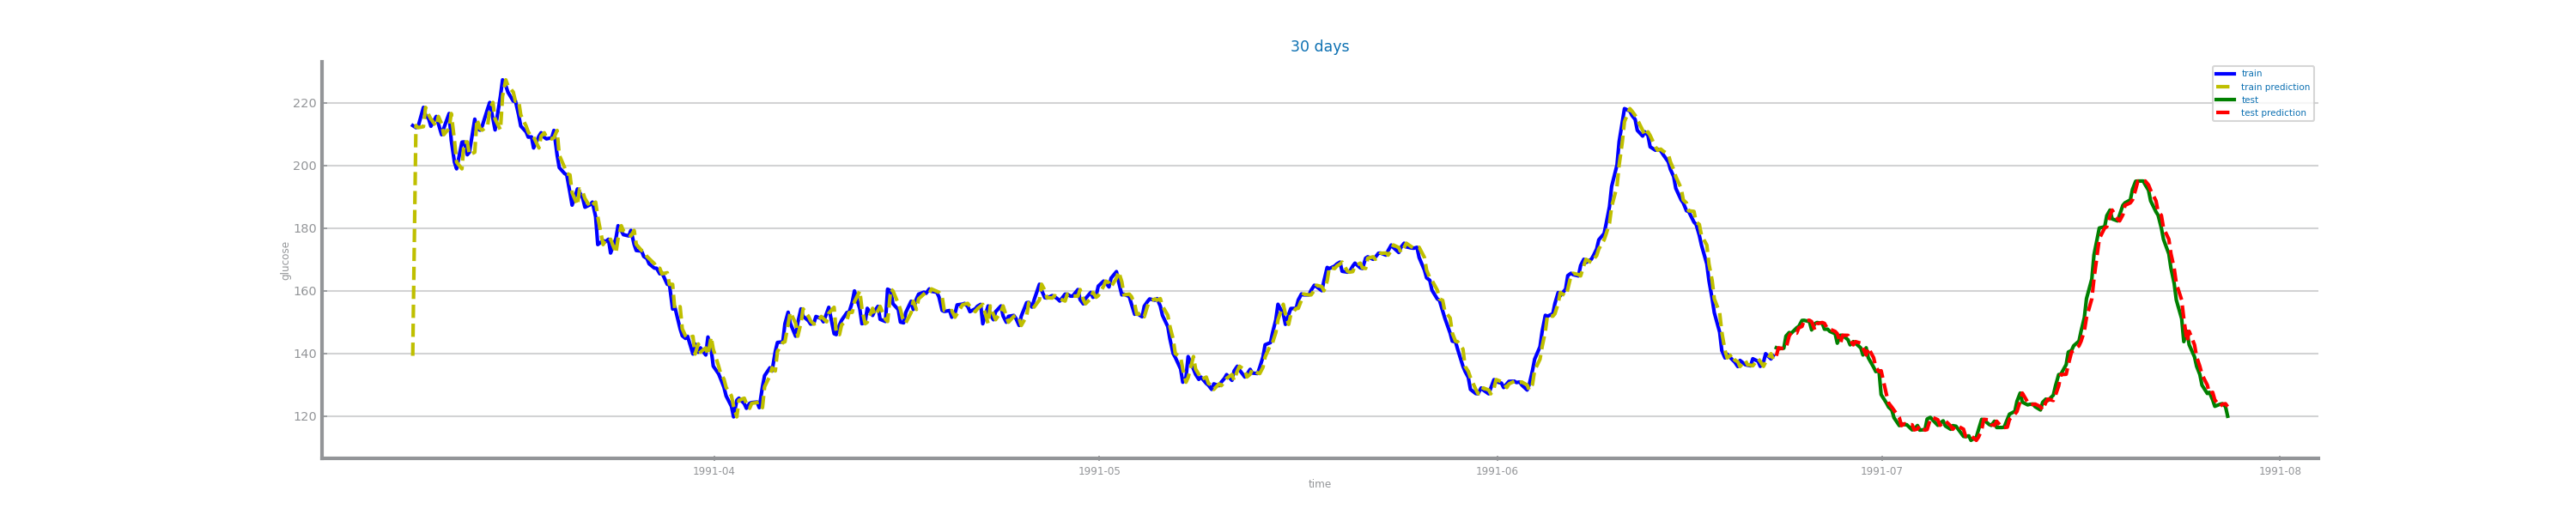 30 days
train
train prediction
test
test prediction
220
200
180
160
140
120
glucose
1991-04
1991-05
1991-06
1991-07
1991-08
time